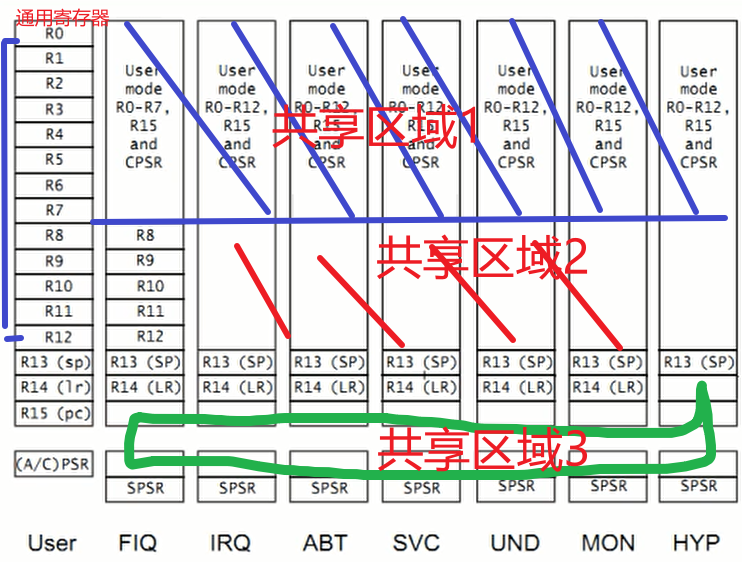 通用寄存器
R0
R1
R2
R3
R4
R5
R6
R7
R8
R9
R10
R11
R12
R13 (sp)
R14 (lr)
R15 (pc)
(A/C)PSR
User
User
mode
R0-R7,
R15
and
CPSR
R8
R9
R10
R11
R12
R13 (SP)
R14 (LR)
SPSR
FIQ
User
mode
R0-R12,
R15
and
CPSR
R13 (SP)
R14 (LR)
SPSR
IRQ
User
mode
R0-R12,
R15
and
CPSR
R13 (SP)
R14 (LR)
SPSR
ABT
User
mode
R0-R12,
R15
and
CPSR
R13 (SP)
R14 (LR)
SPSR
SVC
User
mode
R0-R12,
R15
and
CPSR
R13 (SP)
R14 (LR)
SPSR
UND
User
mode
R0-R12,
R15
and
CPSR
R13 (SP)
R14 (LR)
SPSR
MON
User
mode
R0-R12,
R15
and
CPSR
R13 (SP)
SPSR
HYP
共享区域1
共享区域2
共享区域3